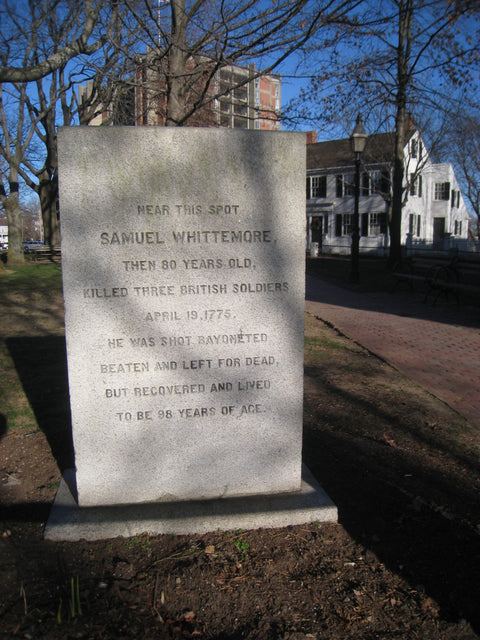 NEAR THIS SPOT
SAMUEL WHITTEMORE,
THEN 80 YEARS OLD,
KILLED THREE BRITISH SOLDIERS
APRIL 19, 1775.
HE WAS SHOT BAYONETED
BEATEN AND LEFT FOR DEAD,
BUT RECOVERED AND LIVED
TO BE 98 YEARS OF AGE.